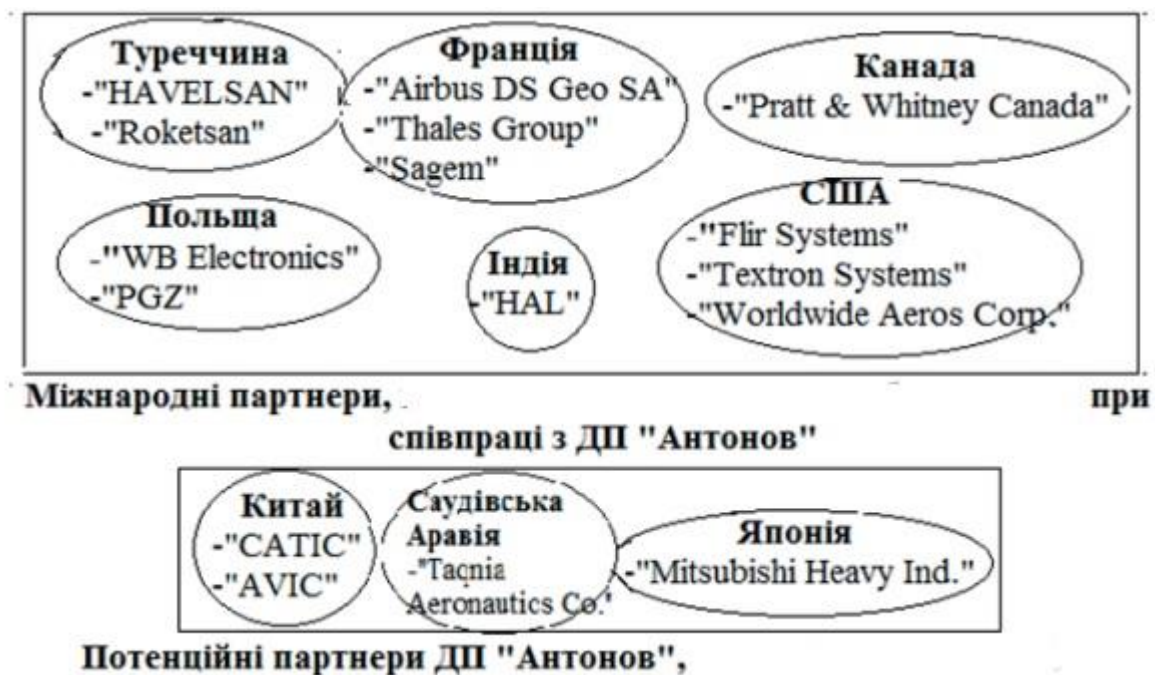 Туреччина
-"HAVELSAN"
-"Roketsan"
Франція
-"Airbus DS Geo SA"
-"Thales Group"
-"Sagem"
Канада
-"Pratt & Whitney Canada"
Польща
-"WB Electronics"
-"PGZ"
Індія
-"HAL"
США
-"Flir Systems"
-"Textron Systems"
-"Worldwide Aeros Corp."
Міжнародні партнери, при
співпраці з ДП "Антонов"
Китай
-"CATIC"
-"AVIC"
Саудівська
Аравія
-"Taqnia
Aeronautics Co."
Японія
-"Mitsubishi Heavy Ind."
Потенційні партнери ДП "Антонов",